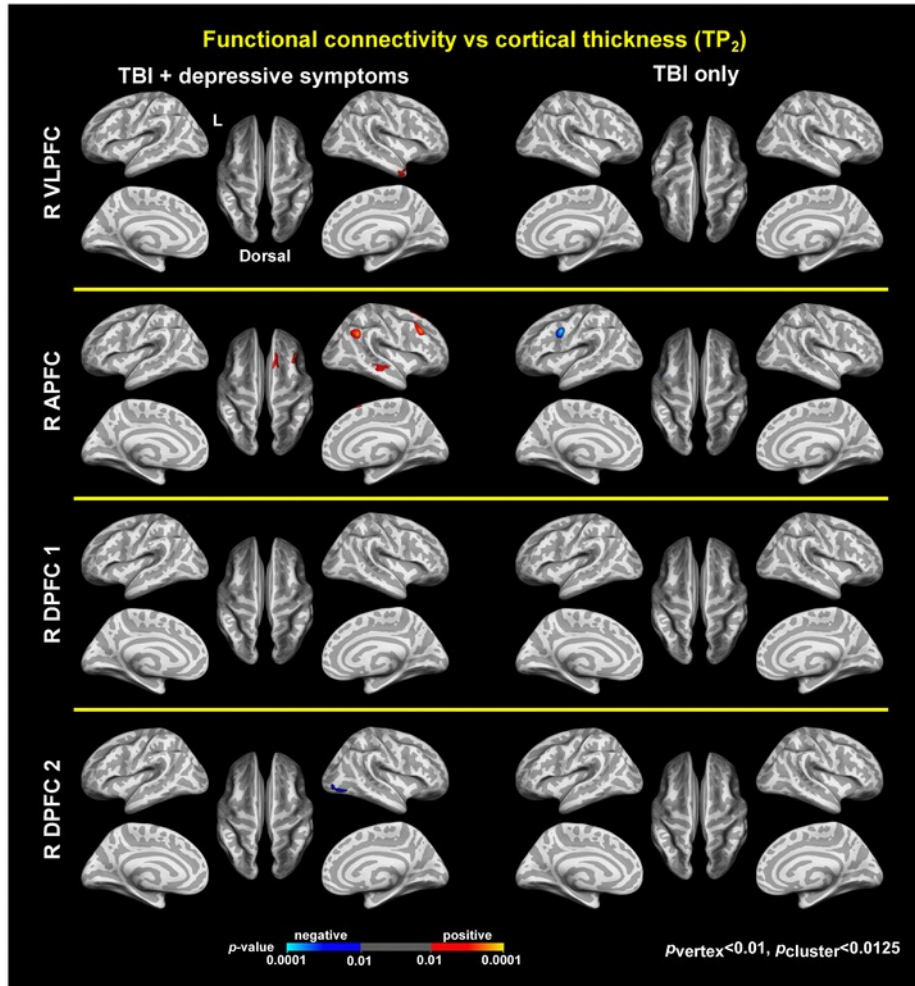 Functional connectivity vs cortical thickness (TP2)
TBI + depressive symptoms
TBI only
R VLPFC
L
Dorsal
R APFC
R DPFC 1
R DPFC 2
negative
positive
p-value
0.0001
0.01
0.01
0.0001
pvertex<0.01, pcluster<0.0125